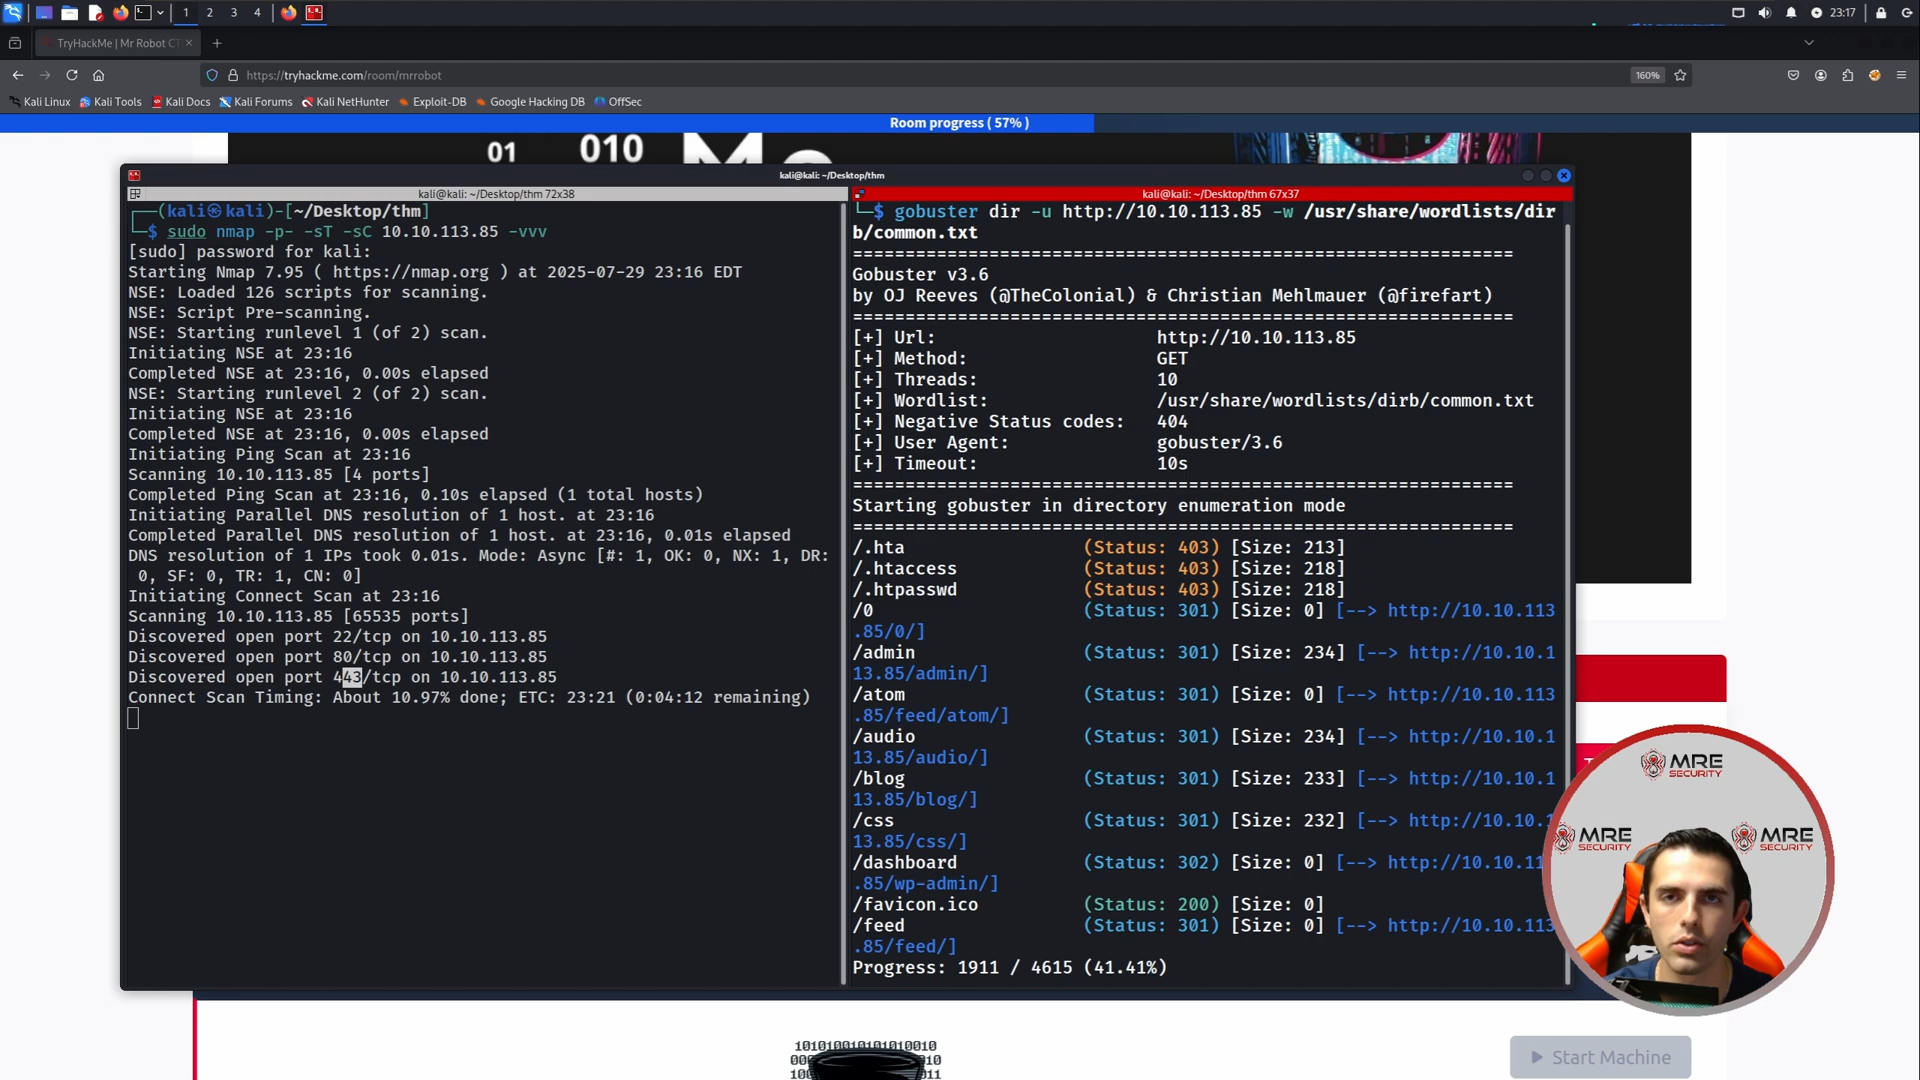 1 2 3 4
23:17
TryHackMe | Mr Robot CT
https://tryhackme.com/room/mrrobot
160%
Kali Linux Kali Tools Kali Docs Kali Forums Kali NetHunter Exploit-DB Google Hacking DB OffSec
Room progress ( 57% )
01 010
kali@kali: ~/Desktop/thm
kali@kali: ~/Desktop/thm 72x38
┌──(kali㉿kali)-[~/Desktop/thm]
└─$ sudo nmap -p- -sT -sC 10.10.113.85 -vvv
[sudo] password for kali:
Starting Nmap 7.95 ( https://nmap.org ) at 2025-07-29 23:16 EDT
NSE: Loaded 126 scripts for scanning.
NSE: Script Pre-scanning.
NSE: Starting runlevel 1 (of 2) scan.
Initiating NSE at 23:16
Completed NSE at 23:16, 0.00s elapsed
NSE: Starting runlevel 2 (of 2) scan.
Initiating NSE at 23:16
Completed NSE at 23:16, 0.00s elapsed
Initiating Ping Scan at 23:16
Scanning 10.10.113.85 [4 ports]
Completed Ping Scan at 23:16, 0.10s elapsed (1 total hosts)
Initiating Parallel DNS resolution of 1 host. at 23:16
Completed Parallel DNS resolution of 1 host. at 23:16, 0.01s elapsed
DNS resolution of 1 IPs took 0.01s. Mode: Async [#: 1, OK: 0, NX: 1, DR:
0, SF: 0, TR: 1, CN: 0]
Initiating Connect Scan at 23:16
Scanning 10.10.113.85 [65535 ports]
Discovered open port 22/tcp on 10.10.113.85
Discovered open port 80/tcp on 10.10.113.85
Discovered open port 443/tcp on 10.10.113.85
Connect Scan Timing: About 10.97% done; ETC: 23:21 (0:04:12 remaining)
kali@kali: ~/Desktop/thm 67x37
└─$ gobuster dir -u http://10.10.113.85 -w /usr/share/wordlists/dir
b/common.txt
===============================================================
Gobuster v3.6
by OJ Reeves (@TheColonial) & Christian Mehlmauer (@firefart)
===============================================================
[+] Url: http://10.10.113.85
[+] Method: GET
[+] Threads: 10
[+] Wordlist: /usr/share/wordlists/dirb/common.txt
[+] Negative Status codes: 404
[+] User Agent: gobuster/3.6
[+] Timeout: 10s
===============================================================
Starting gobuster in directory enumeration mode
===============================================================
/.hta (Status: 403) [Size: 213]
/.htaccess (Status: 403) [Size: 218]
/.htpasswd (Status: 403) [Size: 218]
/0 (Status: 301) [Size: 0] [--> http://10.10.113
.85/0/]
/admin (Status: 301) [Size: 234] [--> http://10.10.1
13.85/admin/]
/atom (Status: 301) [Size: 0] [--> http://10.10.113
.85/feed/atom/]
/audio (Status: 301) [Size: 234] [--> http://10.10.1
13.85/audio/]
/blog (Status: 301) [Size: 233] [--> http://10.10.1
13.85/blog/]
/css (Status: 301) [Size: 232] [--> http://10.10.1
13.85/css/]
/dashboard (Status: 302) [Size: 0] [--> http://10.10.11
.85/wp-admin/]
/favicon.ico (Status: 200) [Size: 0]
/feed (Status: 301) [Size: 0] [--> http://10.10.113
.85/feed/]
Progress: 1911 / 4615 (41.41%)
MRE
SECURITY
MRE
SECURITY
MRE
SECURITY
Start Machine